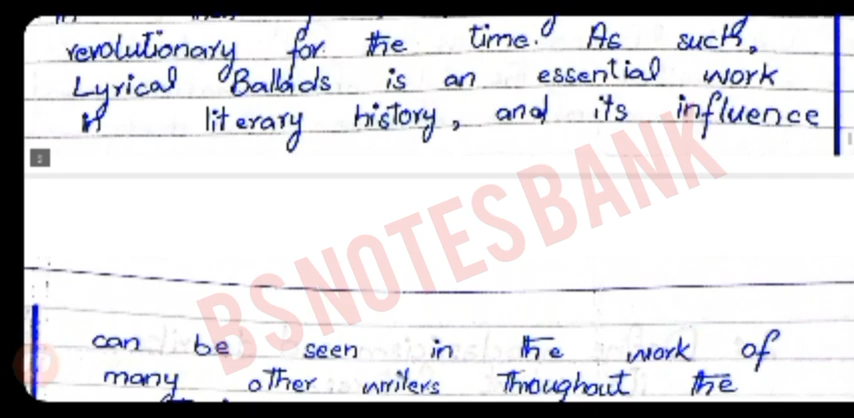 revolutionary for the time. As such,
Lyrical Ballads is an essential work
literary history, and its influence
BSNOTESBANK
can be seen in the work of
many other writers throughout the